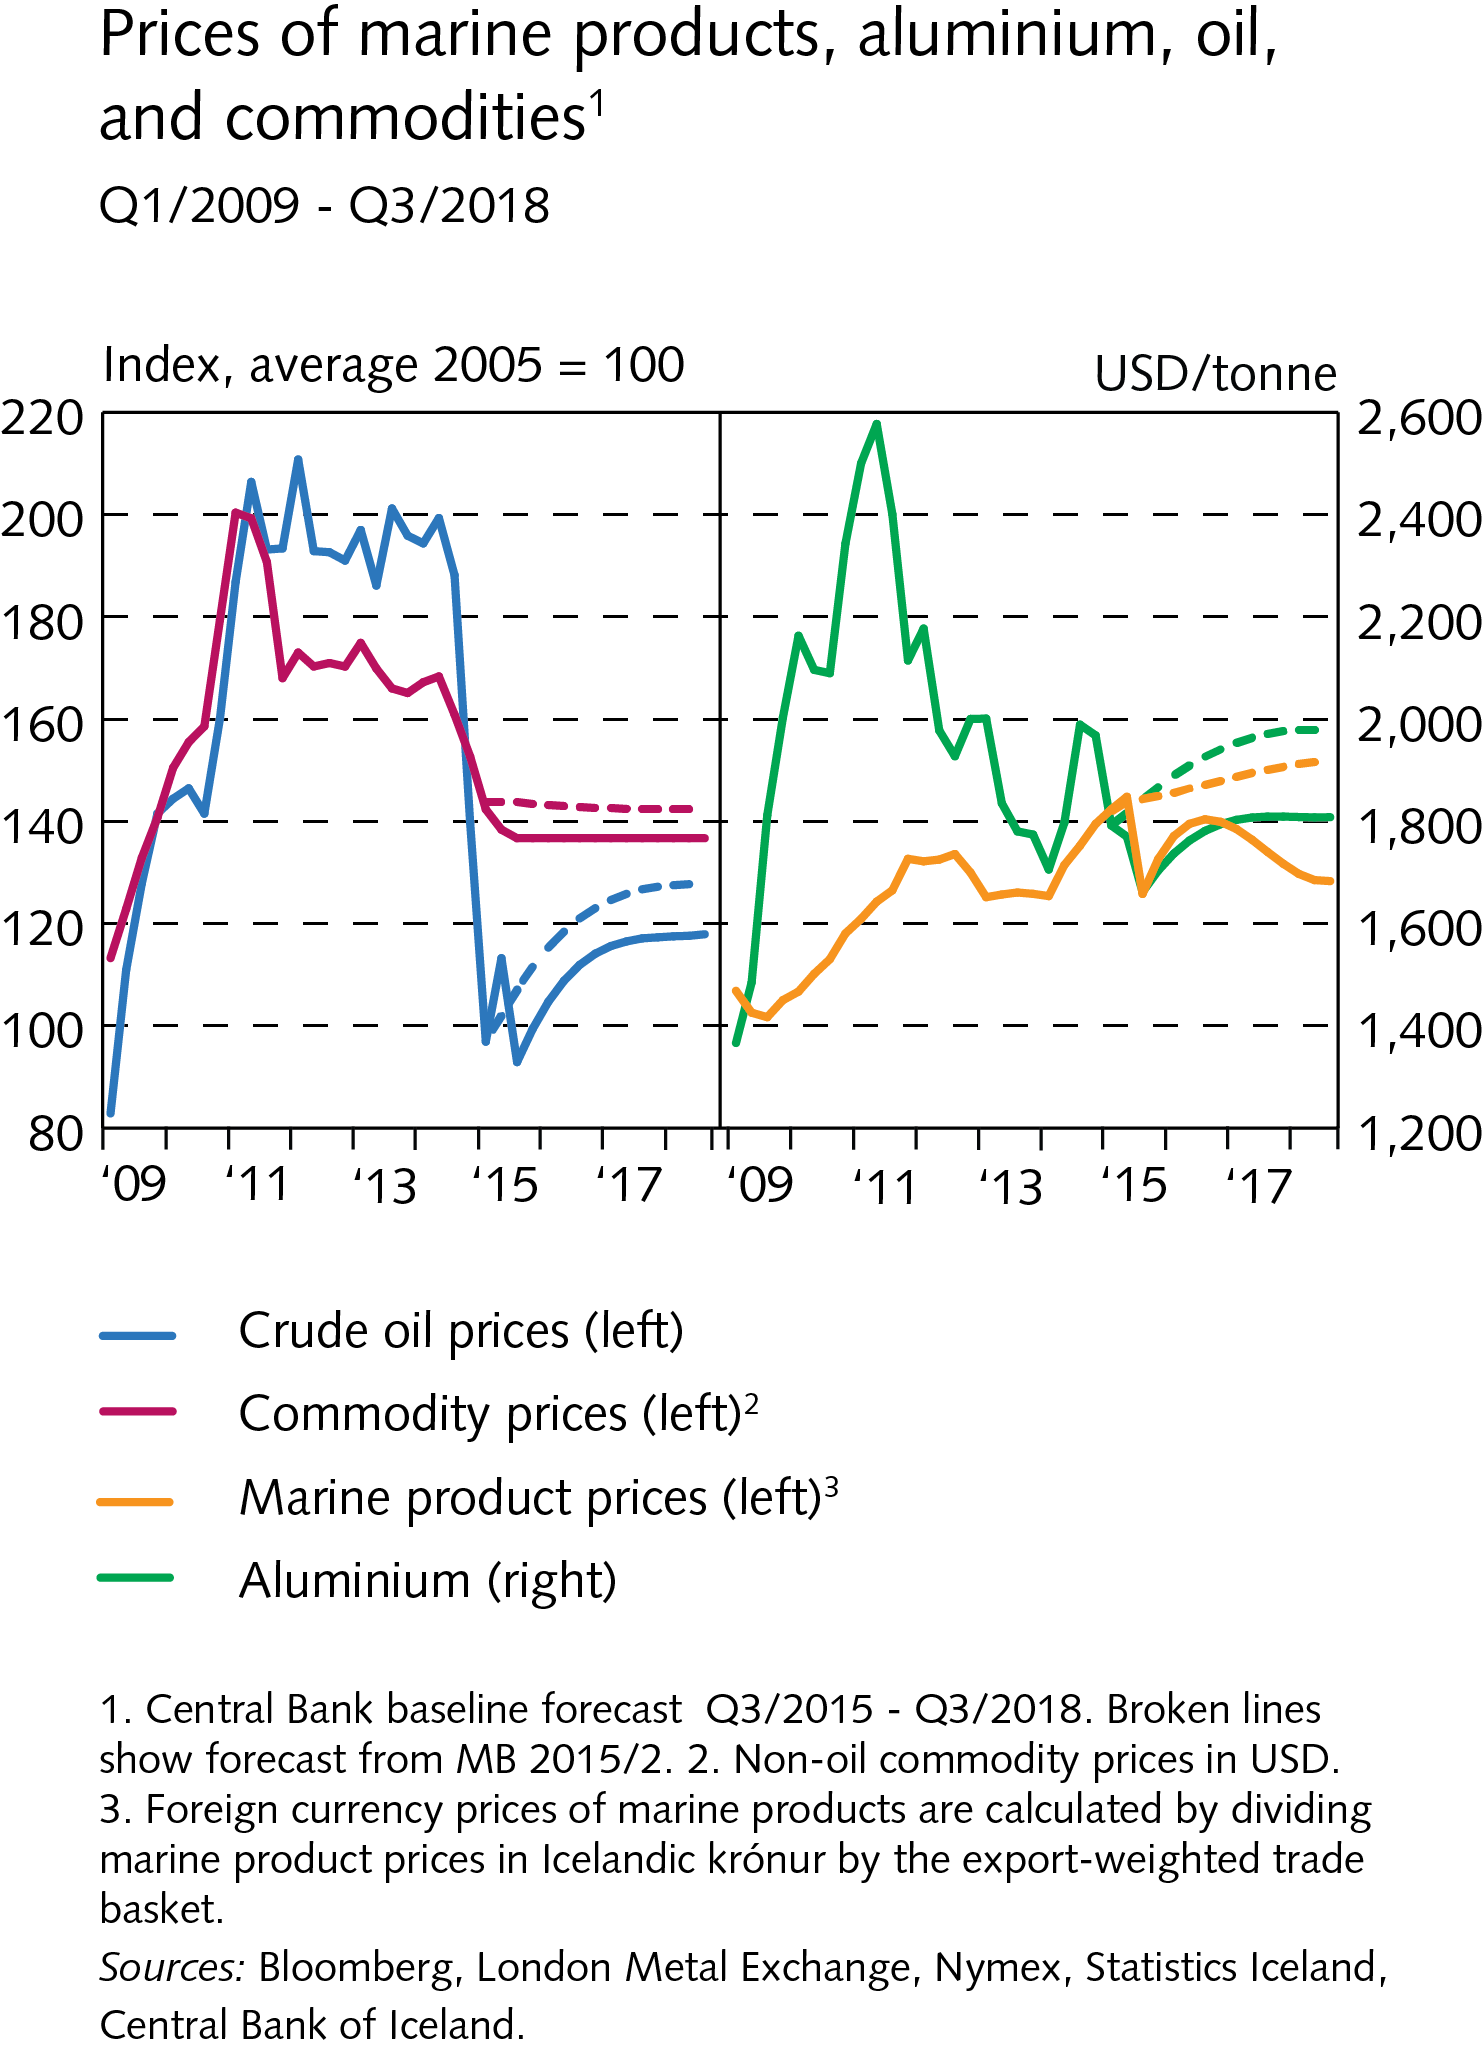 Prices of marine products, aluminium, oil,
and commodities¹
Q1/2009 - Q3/2018
Index, average 2005 = 100
USD/tonne
220
200
180
160
140
120
100
80
2,600
2,400
2,200
2,000
1,800
1,600
1,400
1,200
‘09 ‘11 ‘13 ‘15 ‘17 ‘09 ‘11 ‘13 ‘15 ‘17
Crude oil prices (left)
Commodity prices (left)²
Marine product prices (left)³
Aluminium (right)
1. Central Bank baseline forecast Q3/2015 - Q3/2018. Broken lines
show forecast from MB 2015/2. 2. Non-oil commodity prices in USD.
3. Foreign currency prices of marine products are calculated by dividing
marine product prices in Icelandic krónur by the export-weighted trade
basket.
Sources: Bloomberg, London Metal Exchange, Nymex, Statistics Iceland,
Central Bank of Iceland.